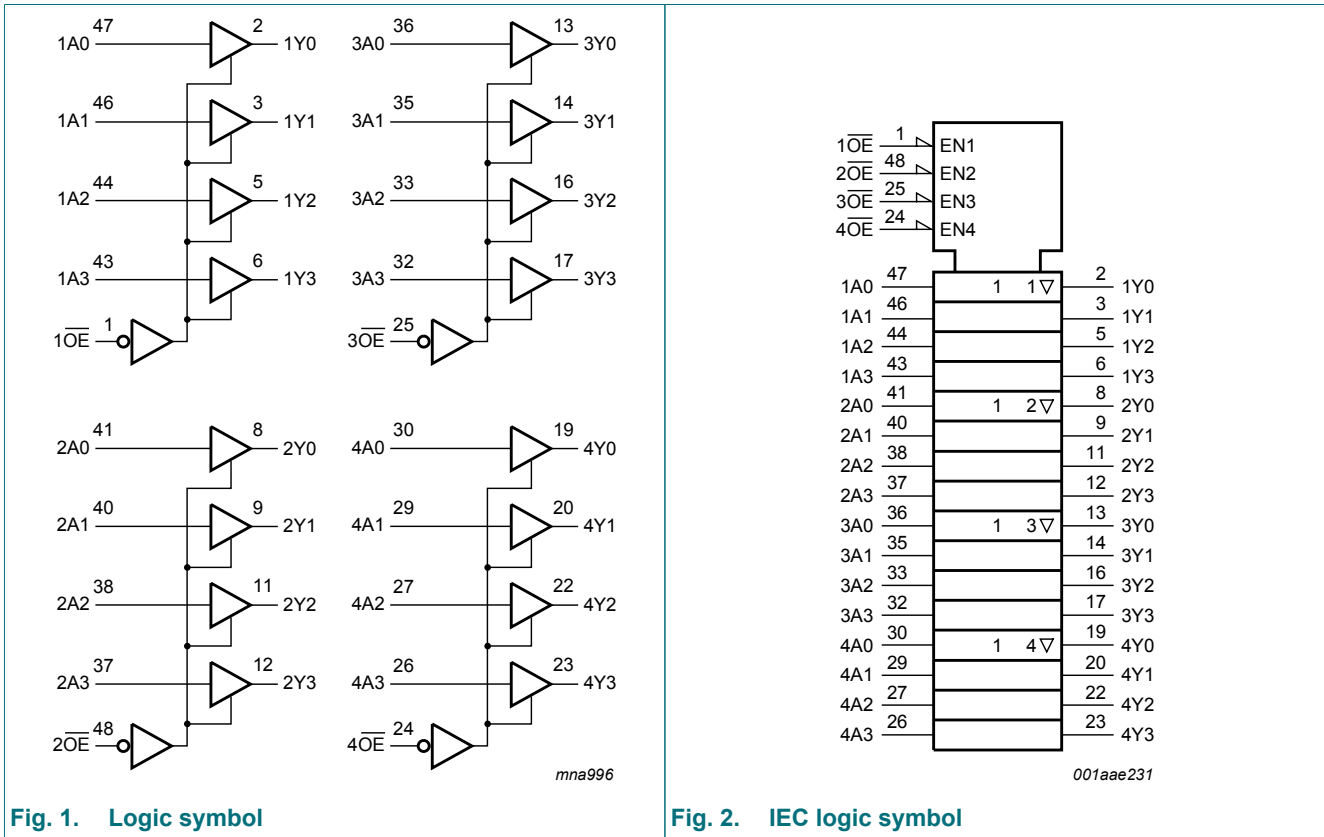 47 2
1A0 1Y0
46 3
1A1 1Y1
44 5
1A2 1Y2
43 6
1A3 1Y3
1
1O̅E̅
36 13
3A0 3Y0
35 14
3A1 3Y1
33 16
3A2 3Y2
32 17
3A3 3Y3
25
3O̅E̅
41 8
2A0 2Y0
40 9
2A1 2Y1
38 11
2A2 2Y2
37 12
2A3 2Y3
48
2O̅E̅
30 19
4A0 4Y0
29 20
4A1 4Y1
27 22
4A2 4Y2
26 23
4A3 4Y3
24
4O̅E̅
mna996
Fig. 1. Logic symbol
1O̅E̅ 1 EN1
2O̅E̅ 48 EN2
3O̅E̅ 25 EN3
4O̅E̅ 24 EN4
1A0 47 1 1▽ 2 1Y0
1A1 46 3 1Y1
1A2 44 5 1Y2
1A3 43 6 1Y3
2A0 41 1 2▽ 8 2Y0
2A1 40 9 2Y1
2A2 38 11 2Y2
2A3 37 12 2Y3
3A0 36 1 3▽ 13 3Y0
3A1 35 14 3Y1
3A2 33 16 3Y2
3A3 32 17 3Y3
4A0 30 1 4▽ 19 4Y0
4A1 29 20 4Y1
4A2 27 22 4Y2
4A3 26 23 4Y3
001aae231
Fig. 2. IEC logic symbol